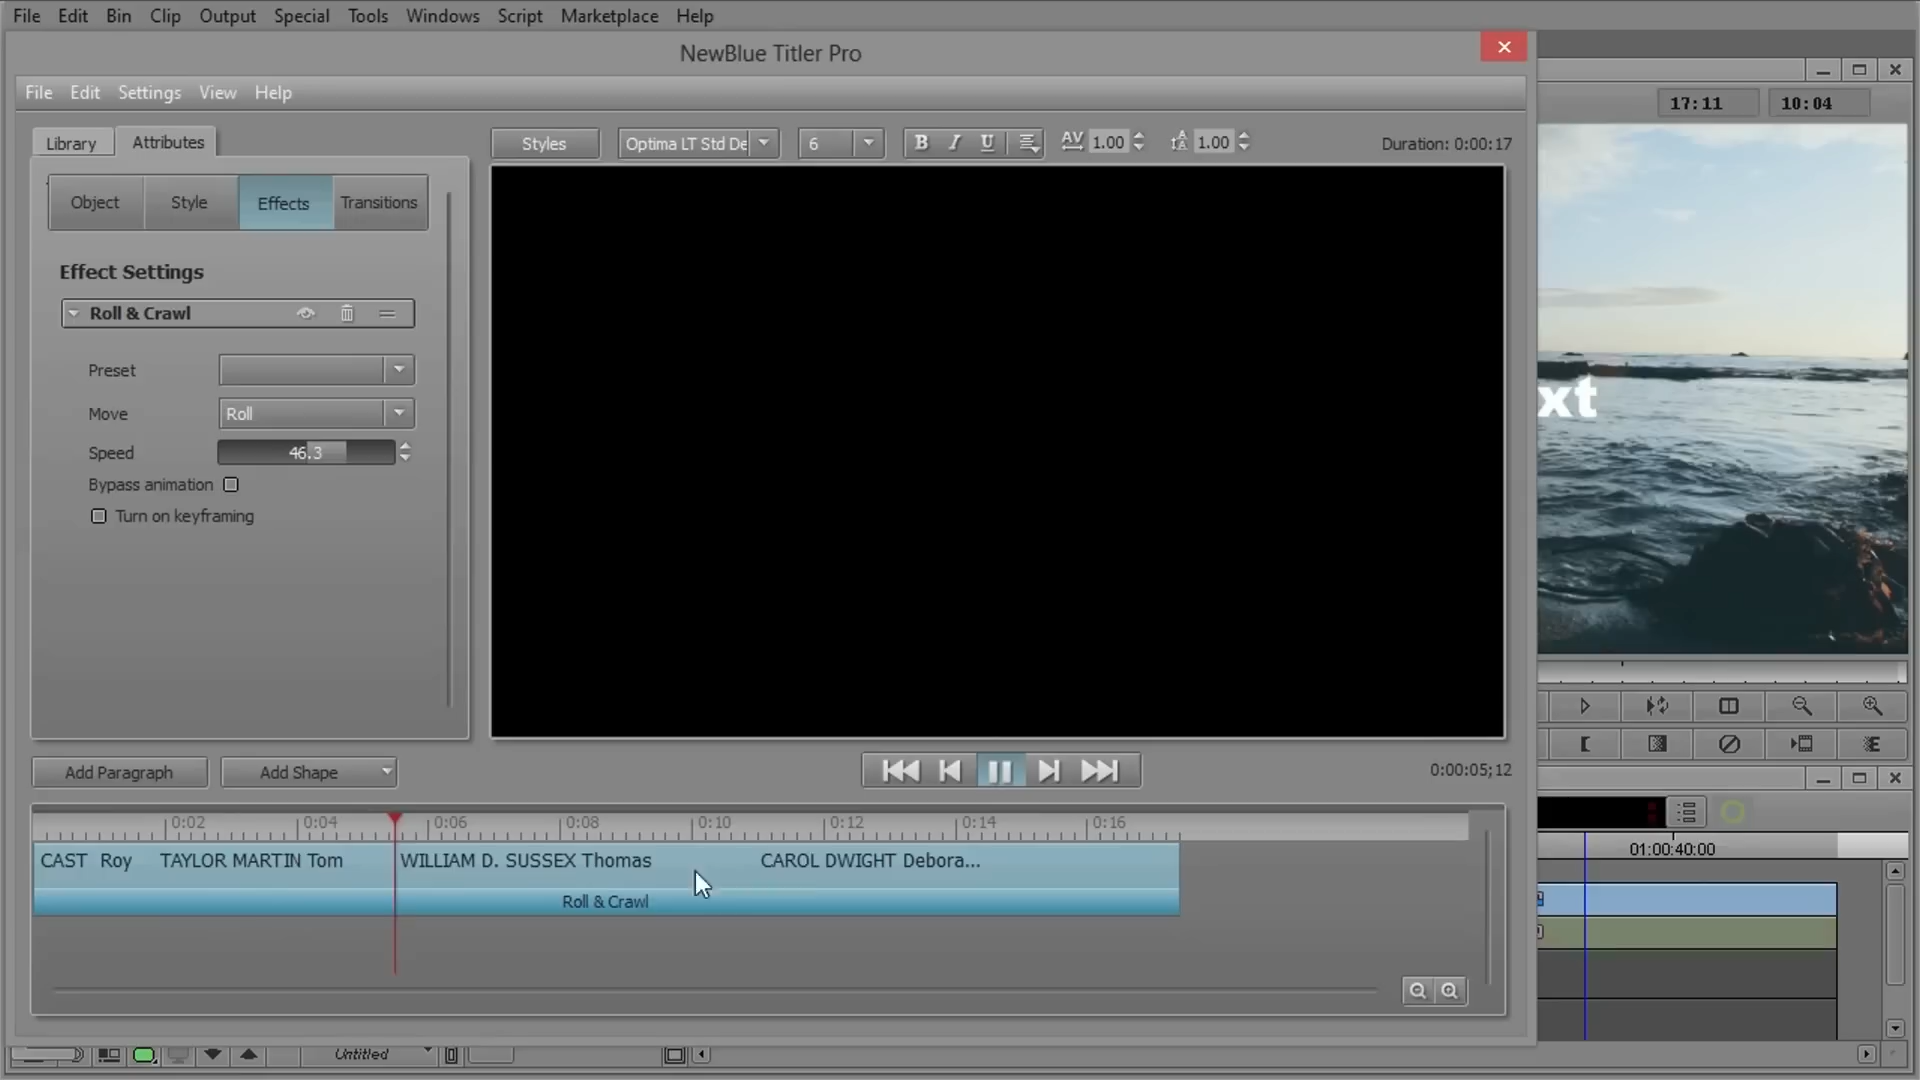 File Edit Bin Clip Output Special Tools Windows Script Marketplace Help
NewBlue Titler Pro
File Edit Settings View Help
17:11 10:04
Library Attributes
Styles Optima LT Std De 6 B I U AV 1.00 tA 1.00 Duration: 0:00:17
Object Style Effects Transitions
Effect Settings
Roll & Crawl
Preset
Move Roll
xt
Speed 46.3
Bypass animation
Turn on keyframing
Add Paragraph Add Shape 0:00:05;12
0:02 0:04 0:06 0:08 0:10 0:12 0:14 0:16
01:00:40:00
CAST Roy TAYLOR MARTIN Tom WILLIAM D. SUSSEX Thomas CAROL DWIGHT Debora...
Roll & Crawl
Untitled